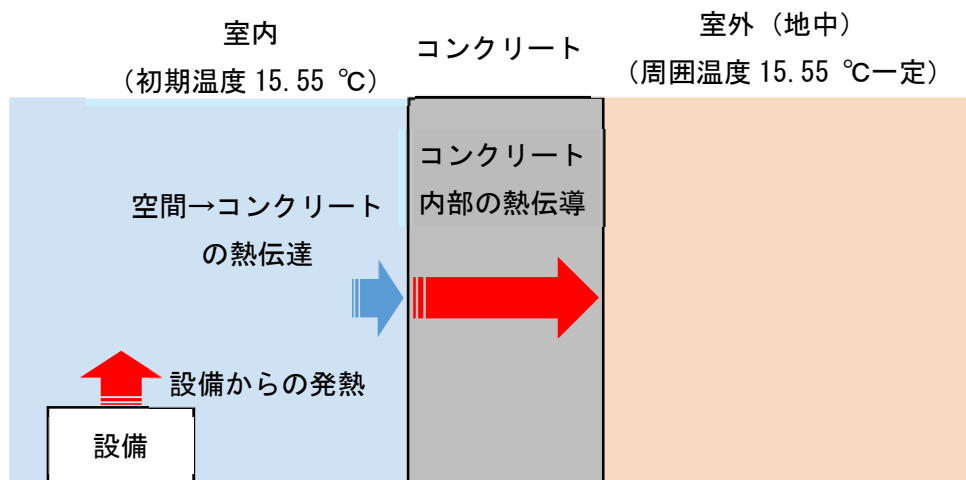 室内
(初期温度 15.55 ℃)
コンクリート
室外(地中)
(周囲温度 15.55 ℃一定)
コンクリート
内部の熱伝導
空間→コンクリート
の熱伝達
設備からの発熱
設備